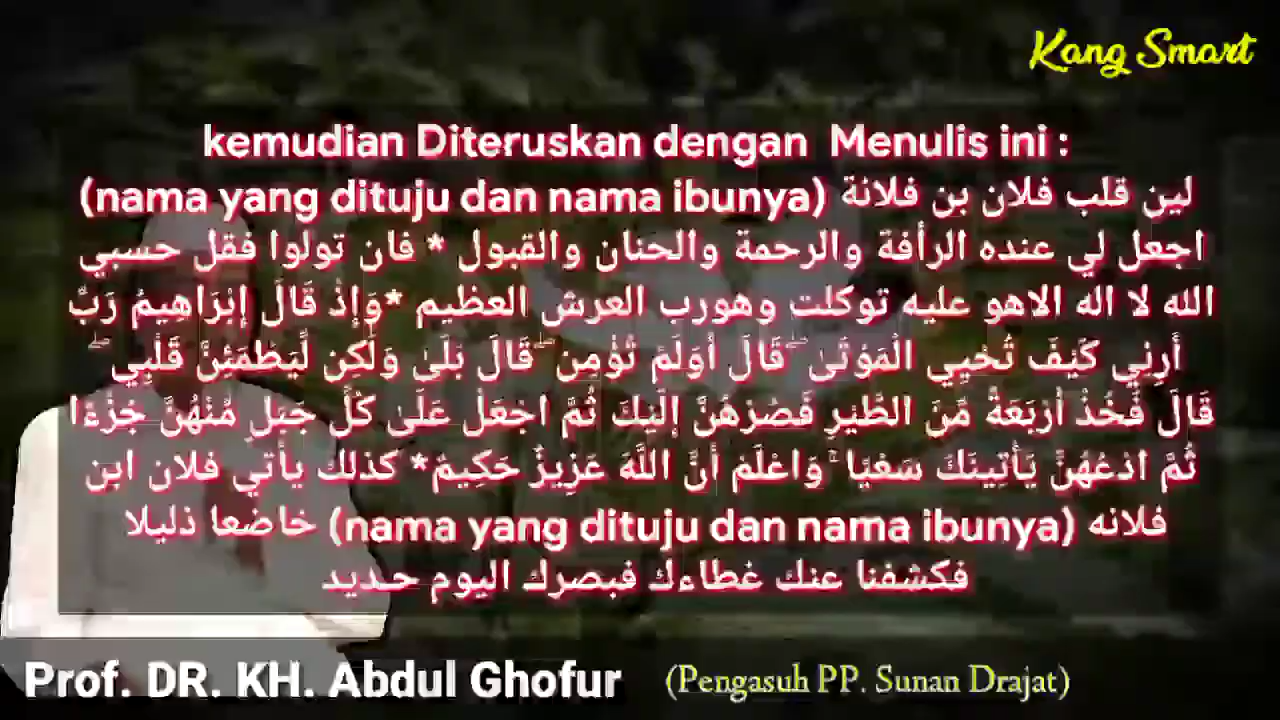 Kang Smart
kemudian Diteruskan dengan Menulis ini :
لين قلب فلان بن فلانة (nama yang dituju dan nama ibunya)
اجعل لي عنده الرأفة والرحمة والحنان والقبول * فان تولوا فقل حسبي
الله لا اله الاهو عليه توكلت وهورب العرش العظيم *وَإِذْ قَالَ إِبْرَاهِيمُ رَبِّ
أَرِنِي كَيْفَ تُحْيِي الْمَوْتَىٰ ۖ قَالَ أَوَلَمْ تُؤْمِن ۖ قَالَ بَلَىٰ وَلَٰكِن لِّيَطْمَئِنَّ قَلْبِي ۖ
قَالَ فَخُذْ أَرْبَعَةً مِّنَ الطَّيْرِ فَصُرْهُنَّ إِلَيْكَ ثُمَّ اجْعَلْ عَلَىٰ كُلِّ جَبَلٍ مِّنْهُنَّ جُزْءًا
ثُمَّ ادْعُهُنَّ يَأْتِينَكَ سَعْيًا ۚ وَاعْلَمْ أَنَّ اللَّهَ عَزِيزٌ حَكِيمٌ* كذلك يأتي فلان ابن
فلانه (nama yang dituju dan nama ibunya) خاضعا ذليلا
فكشفنا عنك غطاءك فبصرك اليوم حديد
Prof. DR. KH. Abdul Ghofur (Pengasuh PP. Sunan Drajat)